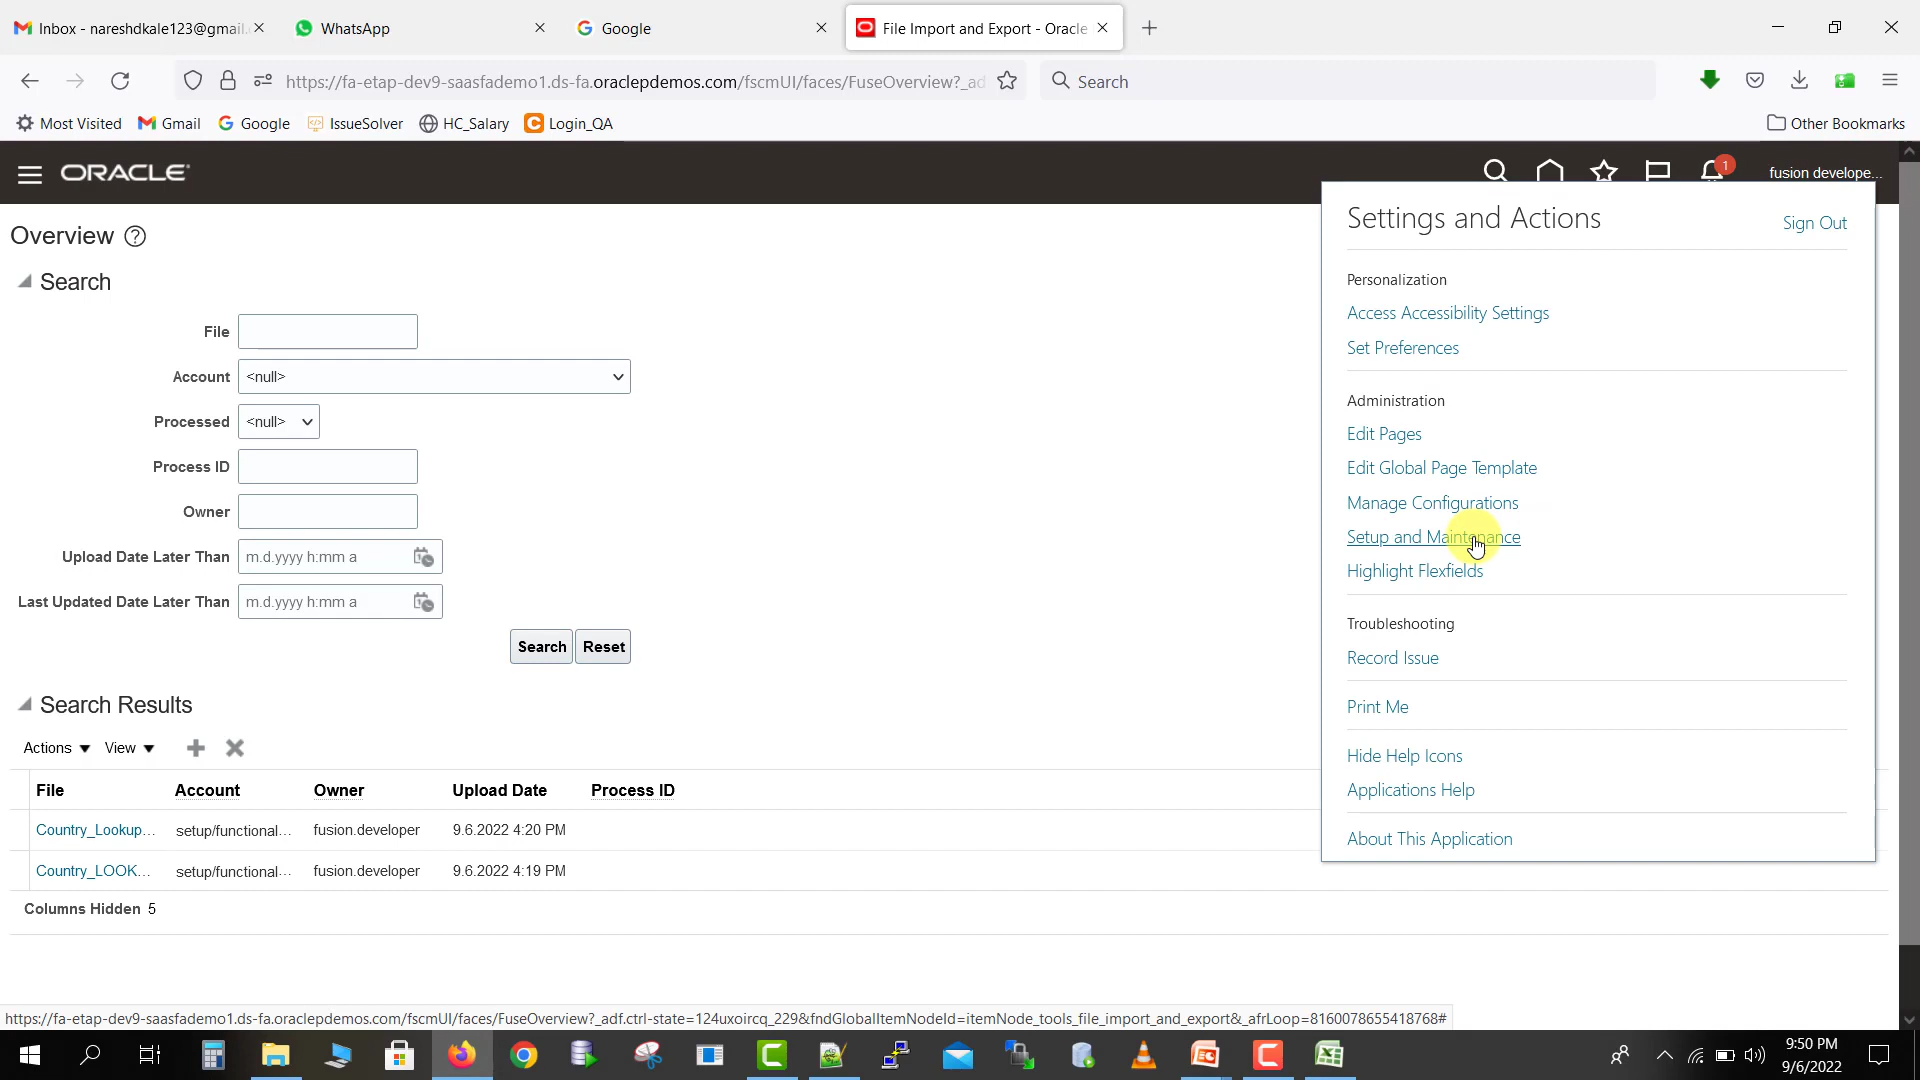 Inbox - nareshdkale123@gmail.
WhatsApp
Google
File Import and Export - Oracle
https://fa-etap-dev9-saasfademo1.ds-fa.oraclepdemos.com/fscmUI/faces/FuseOverview?_ad
Search
Most Visited
Gmail
Google
IssueSolver
HC_Salary
Login_QA
Other Bookmarks
ORACLE
1
fusion develope...
Overview
Search
File
Account <null>
Processed <null>
Process ID
Owner
Upload Date Later Than m.d.yyyy h:mm a
Last Updated Date Later Than m.d.yyyy h:mm a
Search Reset
Search Results
Actions View
File Account Owner Upload Date Process ID
Country_Lookup... setup/functional... fusion.developer 9.6.2022 4:20 PM
Country_LOOK... setup/functional... fusion.developer 9.6.2022 4:19 PM
Columns Hidden 5
Settings and Actions
Sign Out
Personalization
Access Accessibility Settings
Set Preferences
Administration
Edit Pages
Edit Global Page Template
Manage Configurations
Setup and Maintenance
Highlight Flexfields
Troubleshooting
Record Issue
Print Me
Hide Help Icons
Applications Help
About This Application
https://fa-etap-dev9-saasfademo1.ds-fa.oraclepdemos.com/fscmUI/faces/FuseOverview?_adf.ctrl-state=124uxoircq_229&fndGlobalItemNodeId=itemNode_tools_file_import_and_export&_afrLoop=8160078655418768#
9:50 PM
9/6/2022